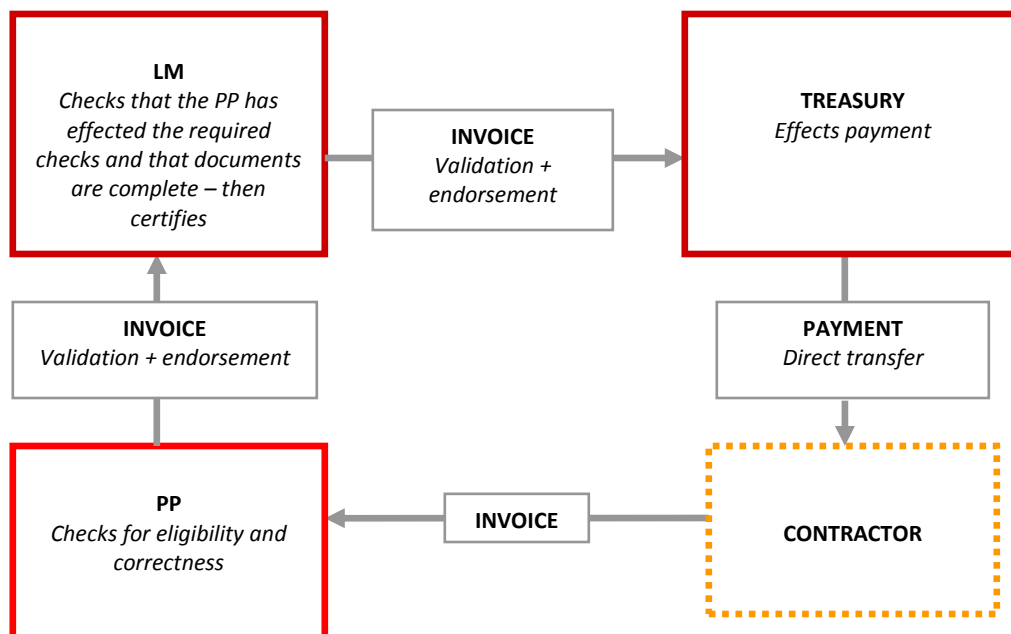 LM
Checks that the PP has
effected the required
checks and that documents
are complete – then
certifies
INVOICE
Validation +
endorsement
TREASURY
Effects payment
INVOICE
Validation + endorsement
PAYMENT
Direct transfer
PP
Checks for eligibility and
correctness
INVOICE
CONTRACTOR